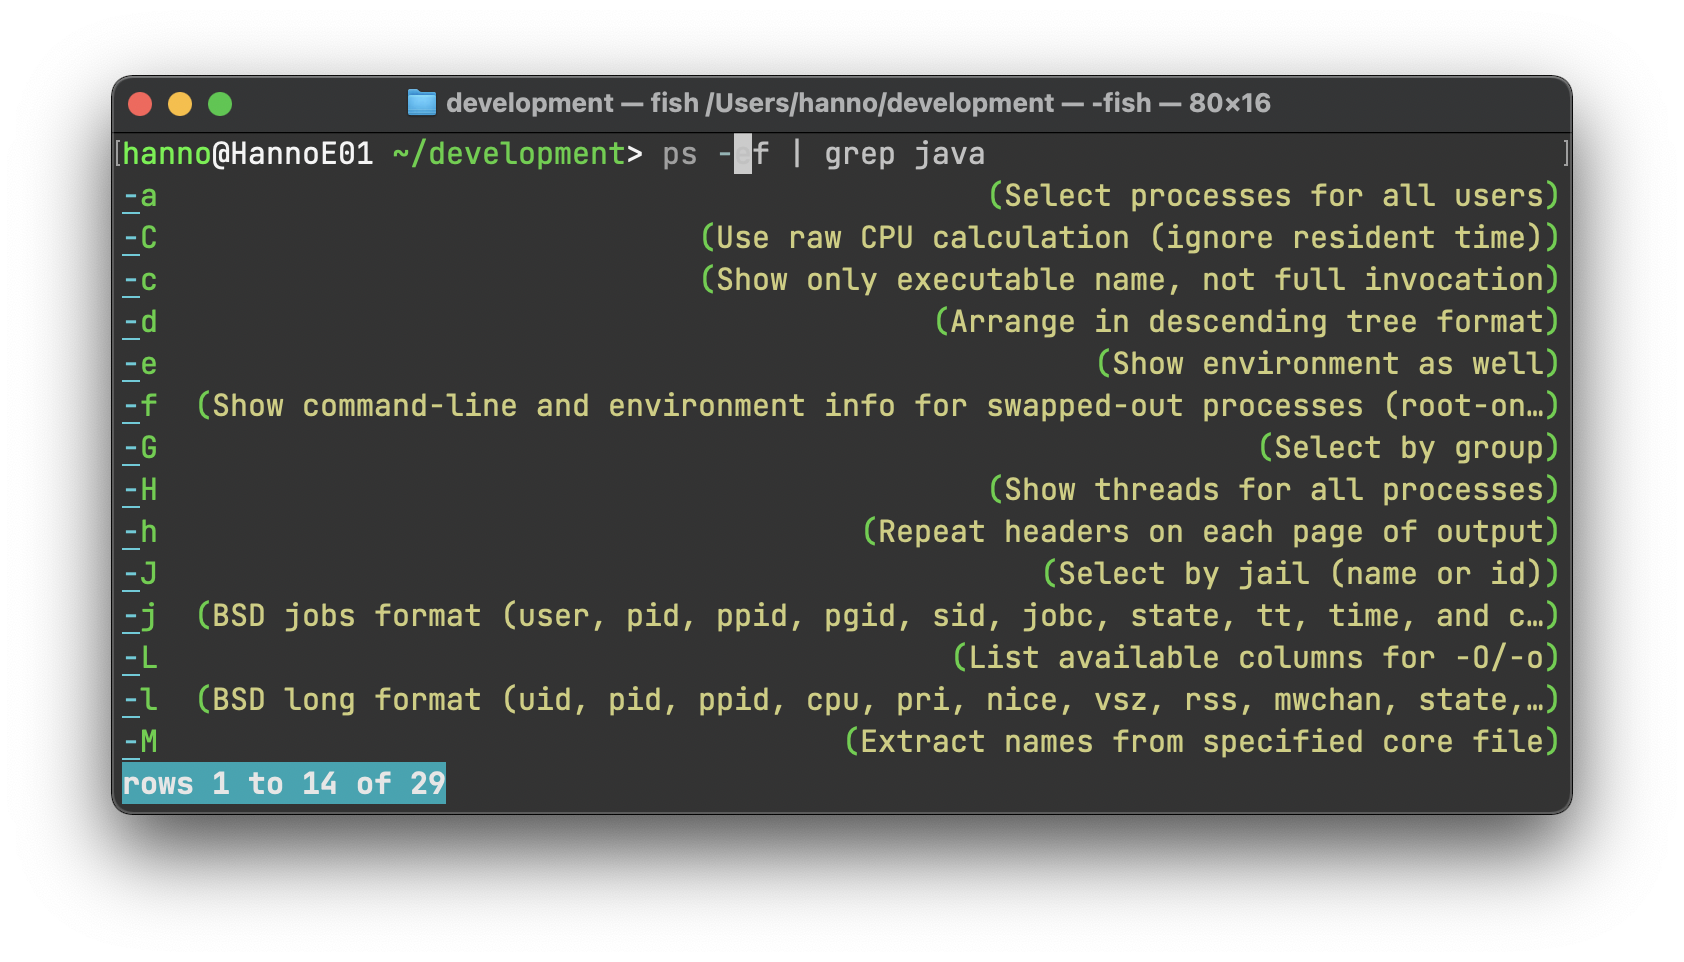 development — fish /Users/hanno/development — -fish — 80×16
[hanno@HannoE01 ~/development> ps -ef | grep java ]
-a (Select processes for all users)
-C (Use raw CPU calculation (ignore resident time))
-c (Show only executable name, not full invocation)
-d (Arrange in descending tree format)
-e (Show environment as well)
-f (Show command-line and environment info for swapped-out processes (root-on…)
-G (Select by group)
-H (Show threads for all processes)
-h (Repeat headers on each page of output)
-J (Select by jail (name or id))
-j (BSD jobs format (user, pid, ppid, pgid, sid, jobc, state, tt, time, and c…)
-L (List available columns for -O/-o)
-l (BSD long format (uid, pid, ppid, cpu, pri, nice, vsz, rss, mwchan, state,…)
-M (Extract names from specified core file)
rows 1 to 14 of 29